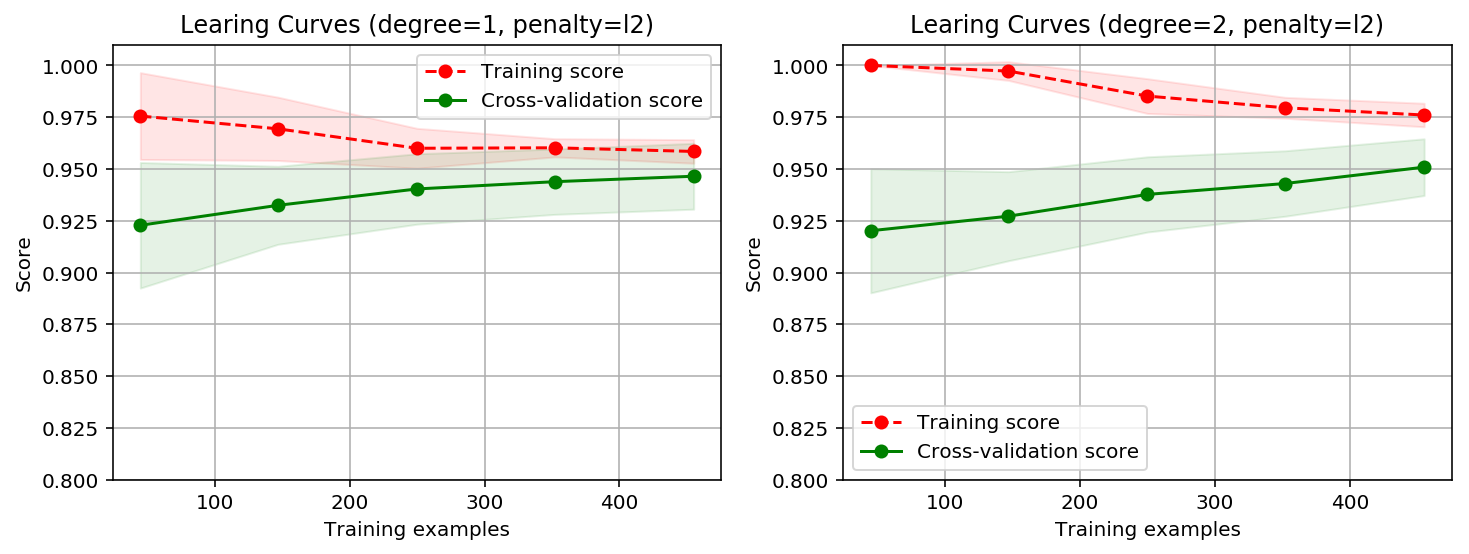 Learing Curves (degree=1, penalty=l2)
1.000
0.975
0.950
0.925
0.900
0.875
0.850
0.825
0.800
Score
Training score
Cross-validation score
100
200
300
400
Training examples
Learing Curves (degree=2, penalty=l2)
1.000
0.975
0.950
0.925
0.900
0.875
0.850
0.825
0.800
Score
Training score
Cross-validation score
100
200
300
400
Training examples